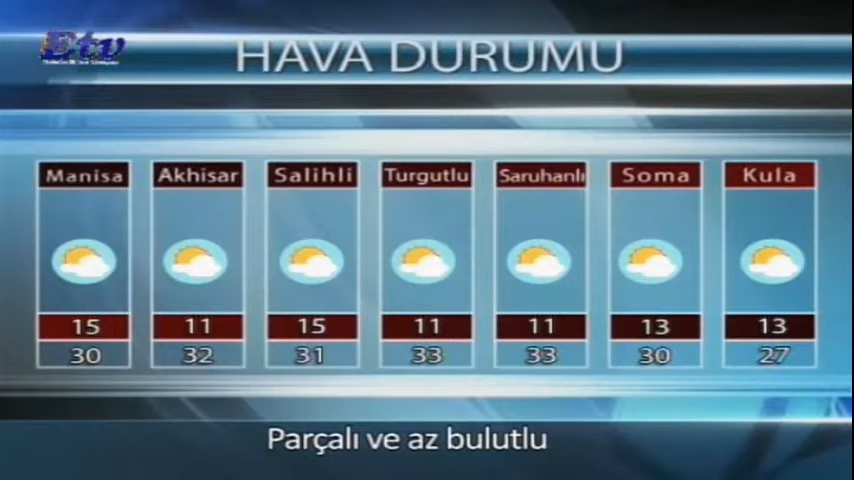 Etv
HAVA DURUMU
Manisa Akhisar Salihli Turgutlu Saruhanlı Soma Kula
15 11 15 11 11 13 13
30 32 31 33 33 30 27
Parçalı ve az bulutlu